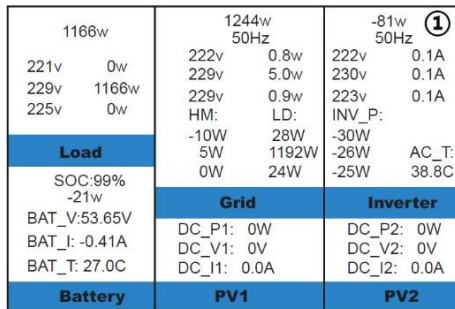 1166w
221v 0w
229v 1166w
225v 0w
Load
SOC:99%
-21w
BAT_V:53.65V
BAT_I: -0.41A
BAT_T: 27.0C
Battery
1244w
50Hz
222v 0.8w
229v 5.0w
229v 0.9w
HM: LD:
-10W 28W
5W 1192W
0W 24W
Grid
DC_P1: 0W
DC_V1: 0V
DC_I1: 0.0A
PV1
-81w ①
50Hz
222v 0.1A
230v 0.1A
223v 0.1A
INV_P:
-30W
-26W AC_T:
-25W 38.8C
Inverter
DC_P2: 0W
DC_V2: 0V
DC_I2: 0.0A
PV2